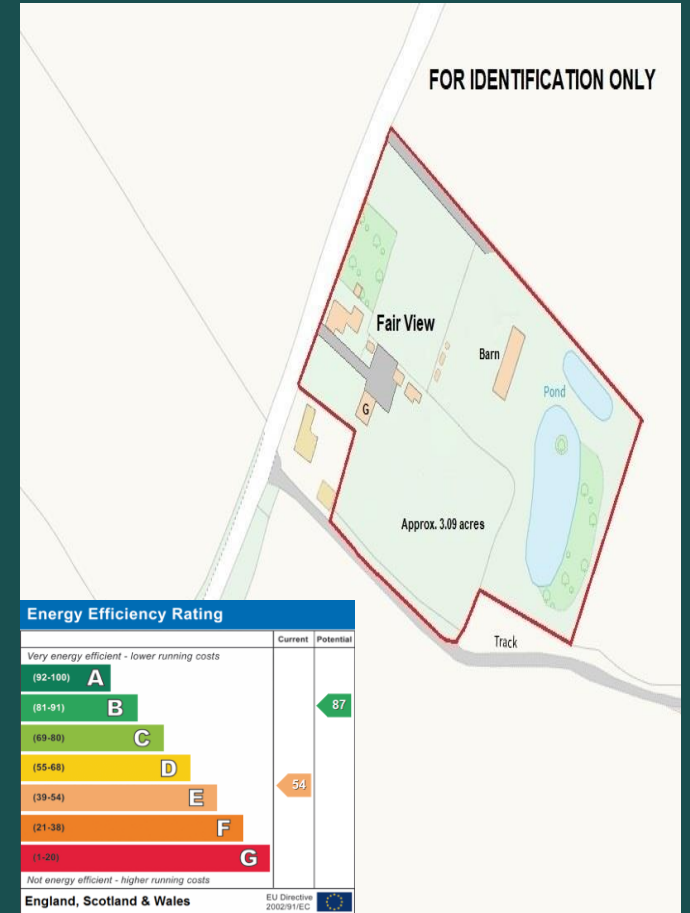 FOR IDENTIFICATION ONLY
Fair View
Barn
Pond
G
Approx. 3.09 acres
Track
Energy Efficiency Rating
Current Potential
Very energy efficient - lower running costs
(92-100) A
(81-91) B
87
(69-80) C
(55-68) D
54
(39-54) E
(21-38) F
(1-20) G
Not energy efficient - higher running costs
England, Scotland & Wales
EU Directive
2002/91/EC